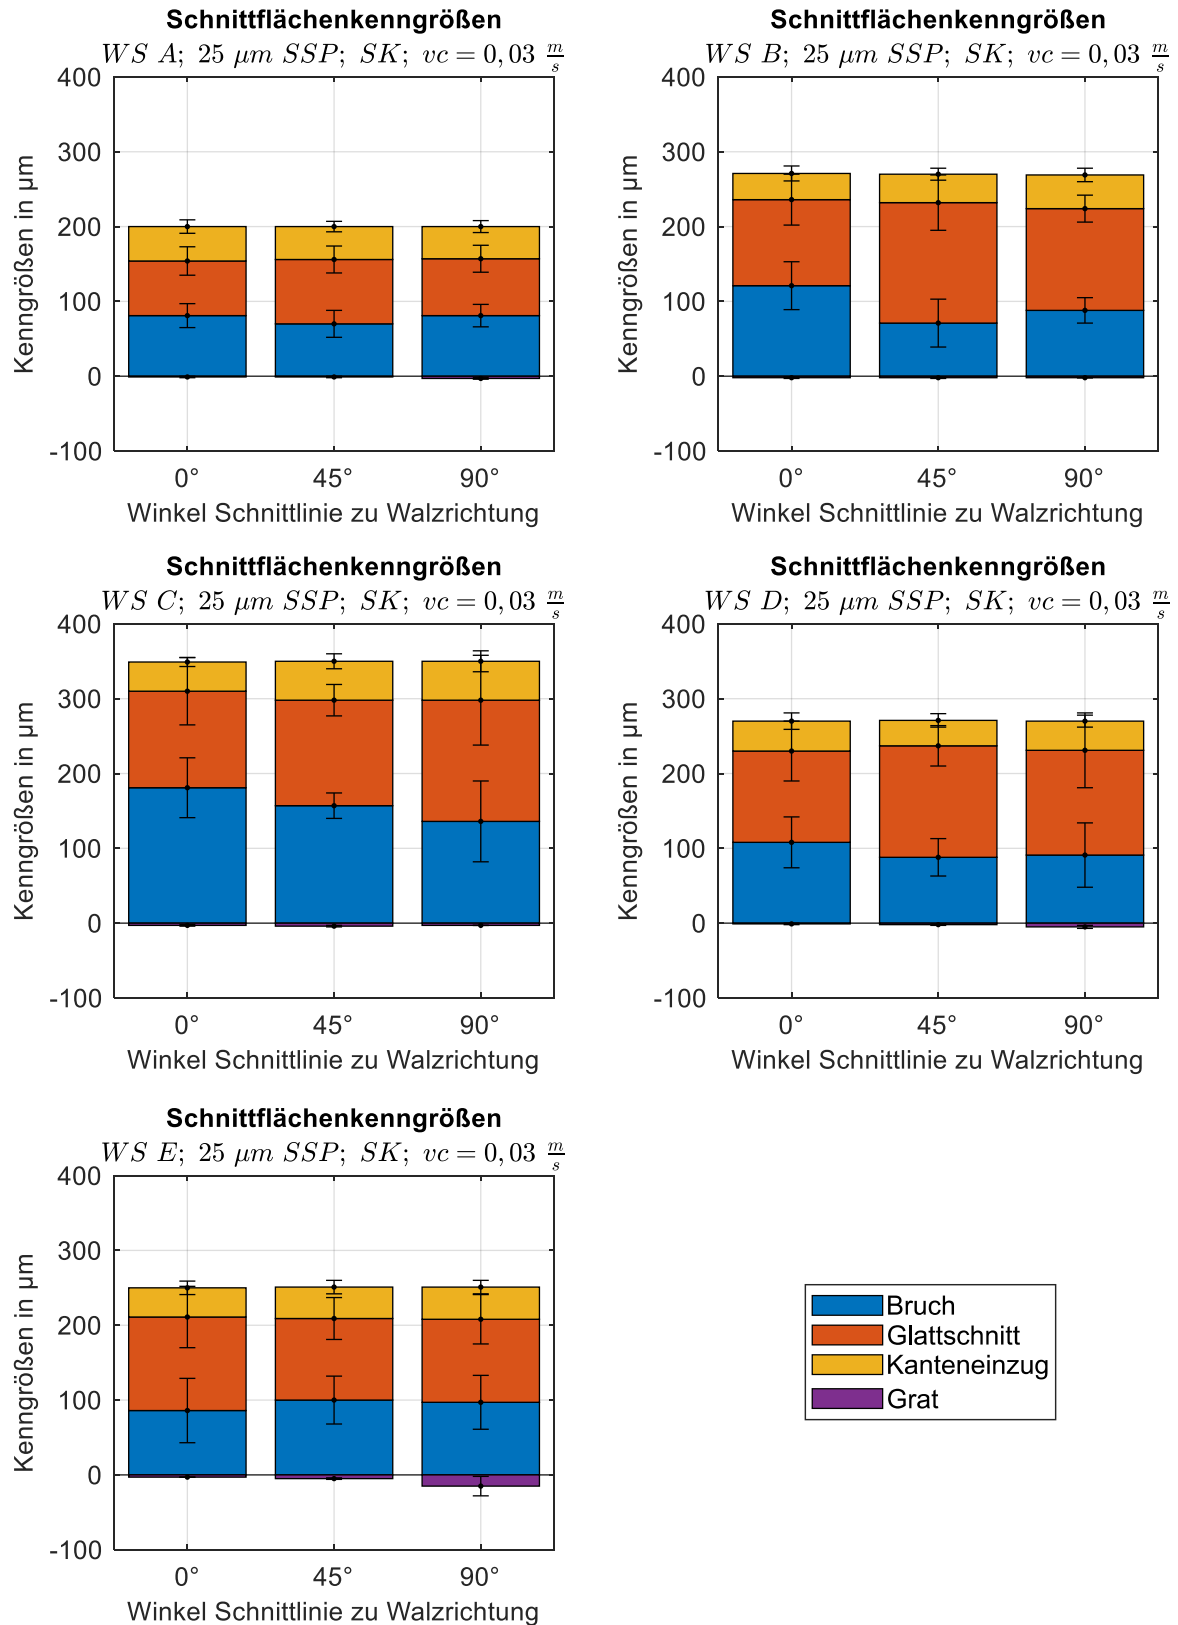 Schnittflächenkenngrößen
WS A; 25 μm SSP; SK; vc = 0,03 m/s
400
300
200
100
0
-100
Kenngrößen in µm
0° 45° 90°
Winkel Schnittlinie zu Walzrichtung
Schnittflächenkenngrößen
WS B; 25 μm SSP; SK; vc = 0,03 m/s
400
300
200
100
0
-100
Kenngrößen in µm
0° 45° 90°
Winkel Schnittlinie zu Walzrichtung
Schnittflächenkenngrößen
WS C; 25 μm SSP; SK; vc = 0,03 m/s
400
300
200
100
0
-100
Kenngrößen in µm
0° 45° 90°
Winkel Schnittlinie zu Walzrichtung
Schnittflächenkenngrößen
WS D; 25 μm SSP; SK; vc = 0,03 m/s
400
300
200
100
0
-100
Kenngrößen in µm
0° 45° 90°
Winkel Schnittlinie zu Walzrichtung
Schnittflächenkenngrößen
WS E; 25 μm SSP; SK; vc = 0,03 m/s
400
300
200
100
0
-100
Kenngrößen in µm
0° 45° 90°
Winkel Schnittlinie zu Walzrichtung
Bruch
Glattschnitt
Kanteneinzug
Grat